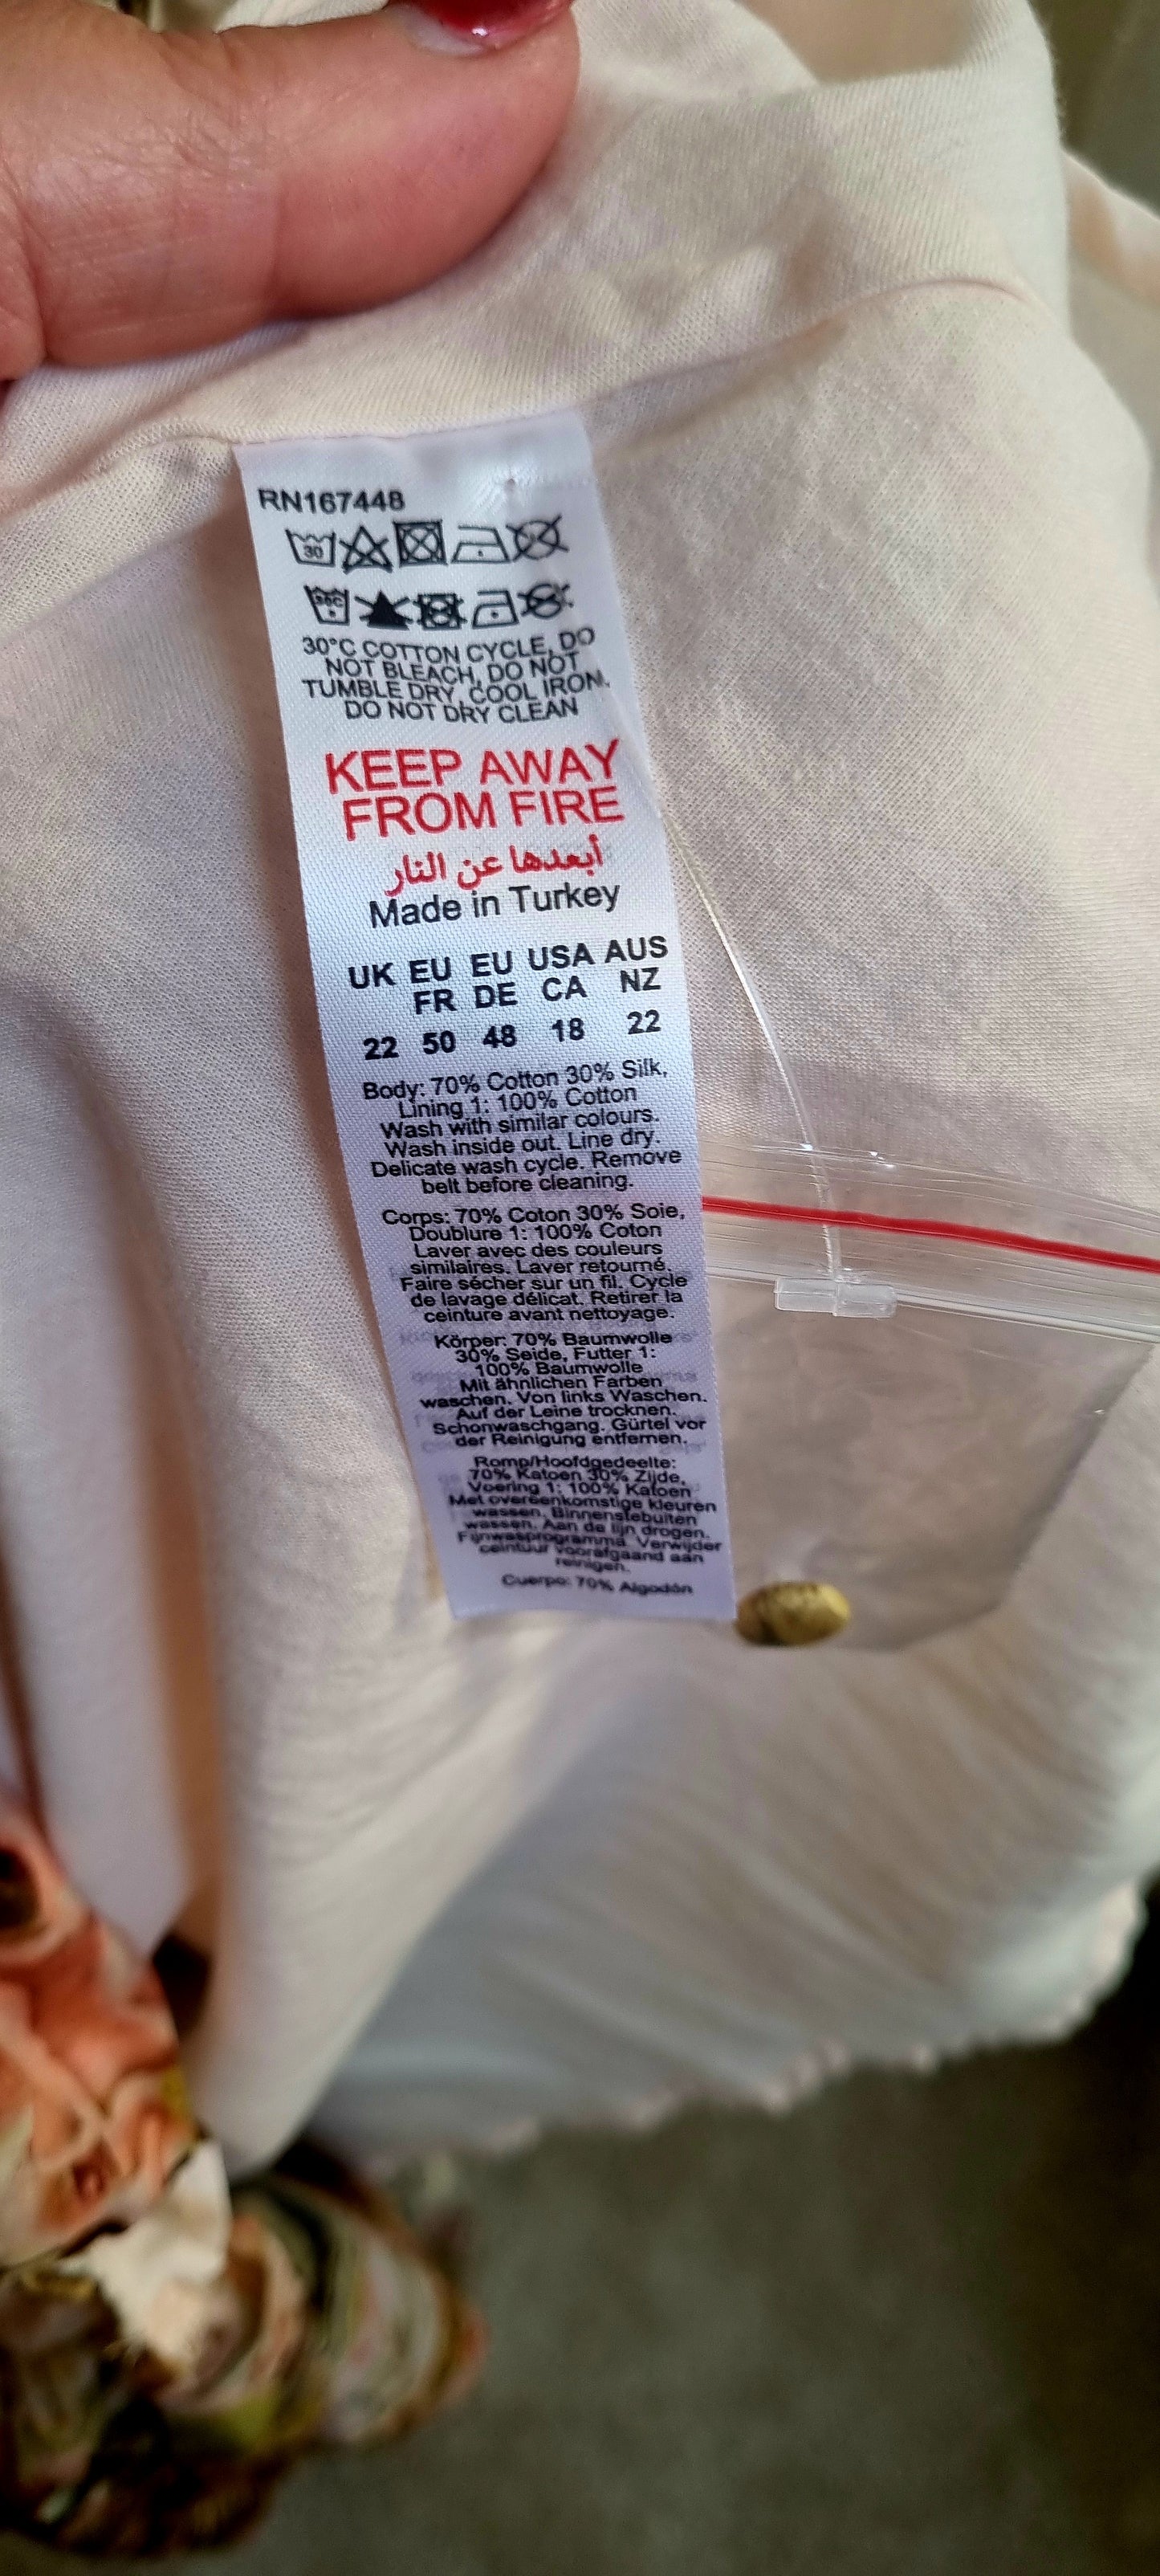 RN167448
30
30°C
30°C COTTON CYCLE, DO
NOT BLEACH, DO NOT
TUMBLE DRY, COOL IRON,
DO NOT DRY CLEAN
KEEP AWAY
FROM FIRE
أبعدها عن النار
Made in Turkey
UK EU EU USA AUS
FR DE CA NZ
22 50 48 18 22
Body: 70% Cotton 30% Silk,
Lining 1: 100% Cotton
Wash with similar colours.
Wash inside out. Line dry.
Delicate wash cycle. Remove
belt before cleaning.
Corps: 70% Coton 30% Soie,
Doublure 1: 100% Coton
Laver avec des couleurs
similaires. Laver retourné.
Faire sécher sur un fil. Cycle
de lavage délicat. Retirer la
ceinture avant nettoyage.
Körper: 70% Baumwolle
30% Seide, Futter 1:
100% Baumwolle
Mit ähnlichen Farben
waschen. Von links Waschen.
Auf der Leine trocknen.
Schonwaschgang. Gürtel vor
der Reinigung entfernen.
Romp/Hoofdgedeelte:
70% Katoen 30% Zijde,
Voering 1: 100% Katoen
Met overeenkomstige kleuren
wassen. Binnenstebuiten
wassen. Aan de lijn drogen.
Fijnwasprogramma. Verwijder
ceintuur voorafgaand aan
reinigen.
Cuerpo: 70% Algodón